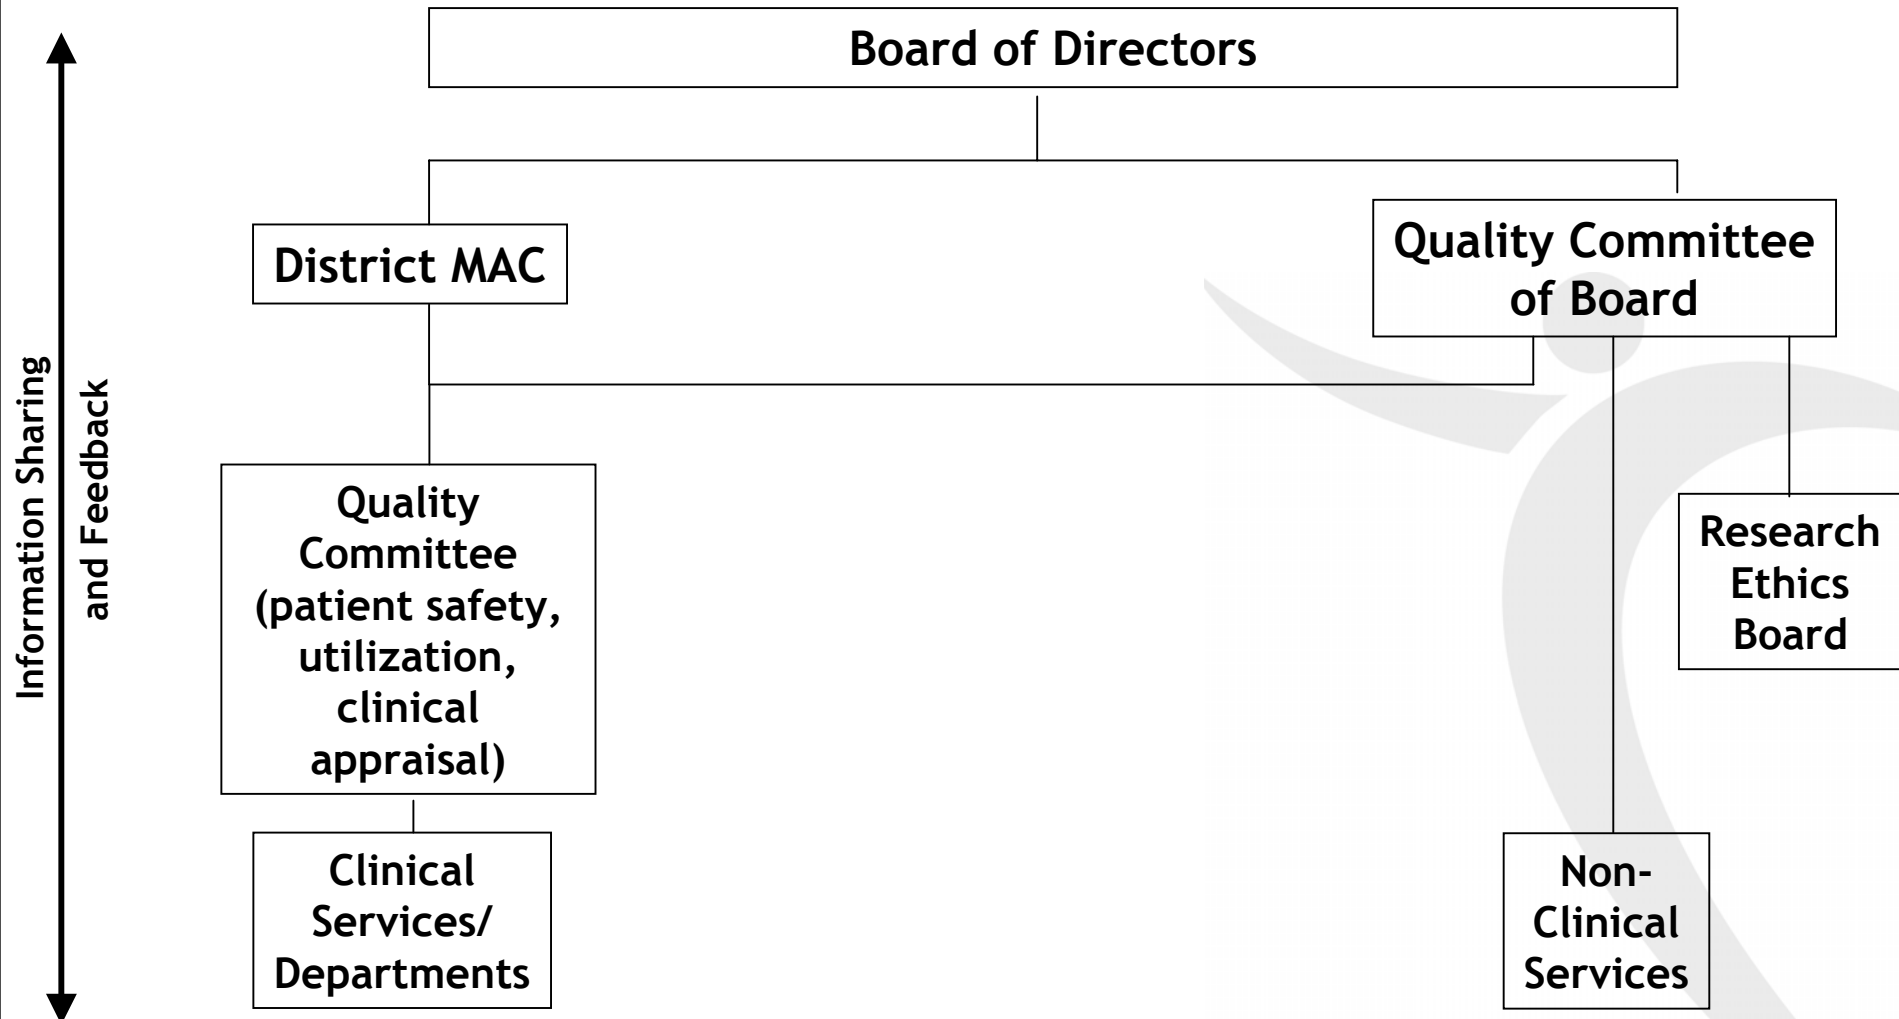 Board of Directors
District MAC
Quality Committee
of Board
Information Sharing
and Feedback
Quality
Committee
(patient safety,
utilization,
clinical
appraisal)
Research
Ethics
Board
Clinical
Services/
Departments
Non-
Clinical
Services